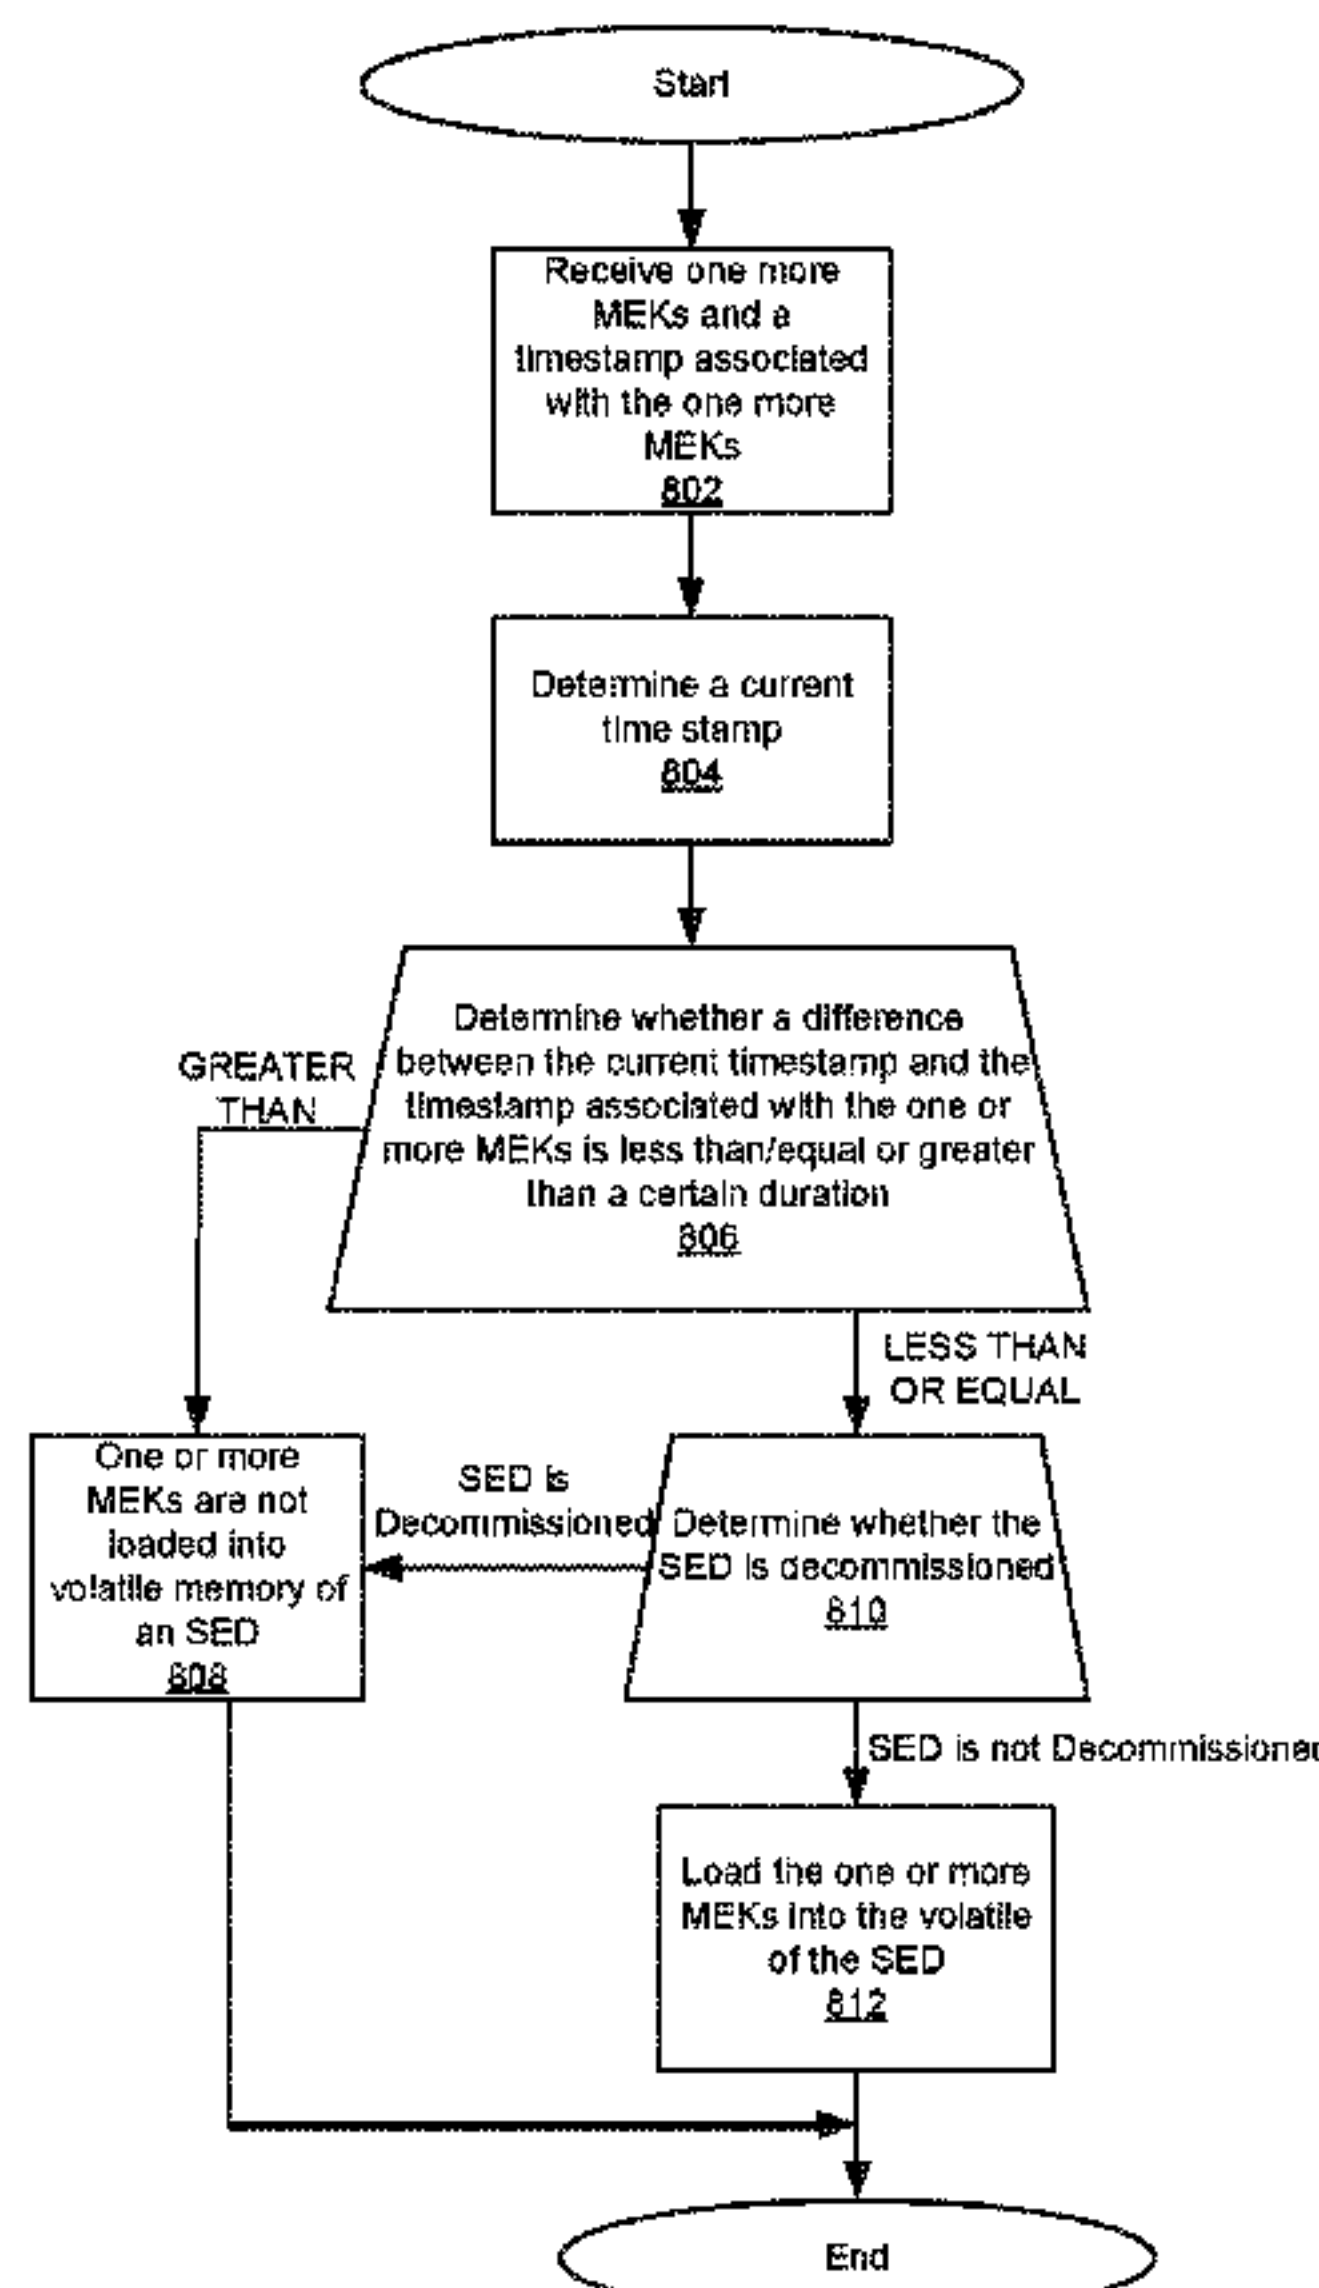 Start
Receive one more
MEKs and a
timestamp associated
with the one more
MEKs
802
Determine a current
time stamp
804
Determine whether a difference
between the current timestamp and the
timestamp associated with the one or
more MEKs is less than/equal or greater
than a certain duration
806
GREATER
THAN
LESS THAN
OR EQUAL
One or more
MEKs are not
loaded into
volatile memory of
an SED
808
SED is
Decommissioned
Determine whether the
SED is decommissioned
810
SED is not Decommissioned
Load the one or more
MEKs into the volatile
of the SED
812
End